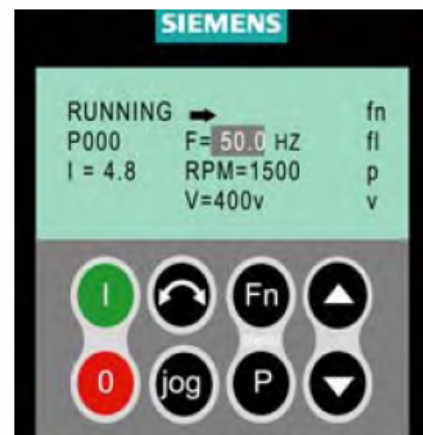 SIEMENS
RUNNING ➡ fn
P000 F= 50.0 HZ fl
I = 4.8 RPM=1500 p
V=400v v
I Fn
0 jog P